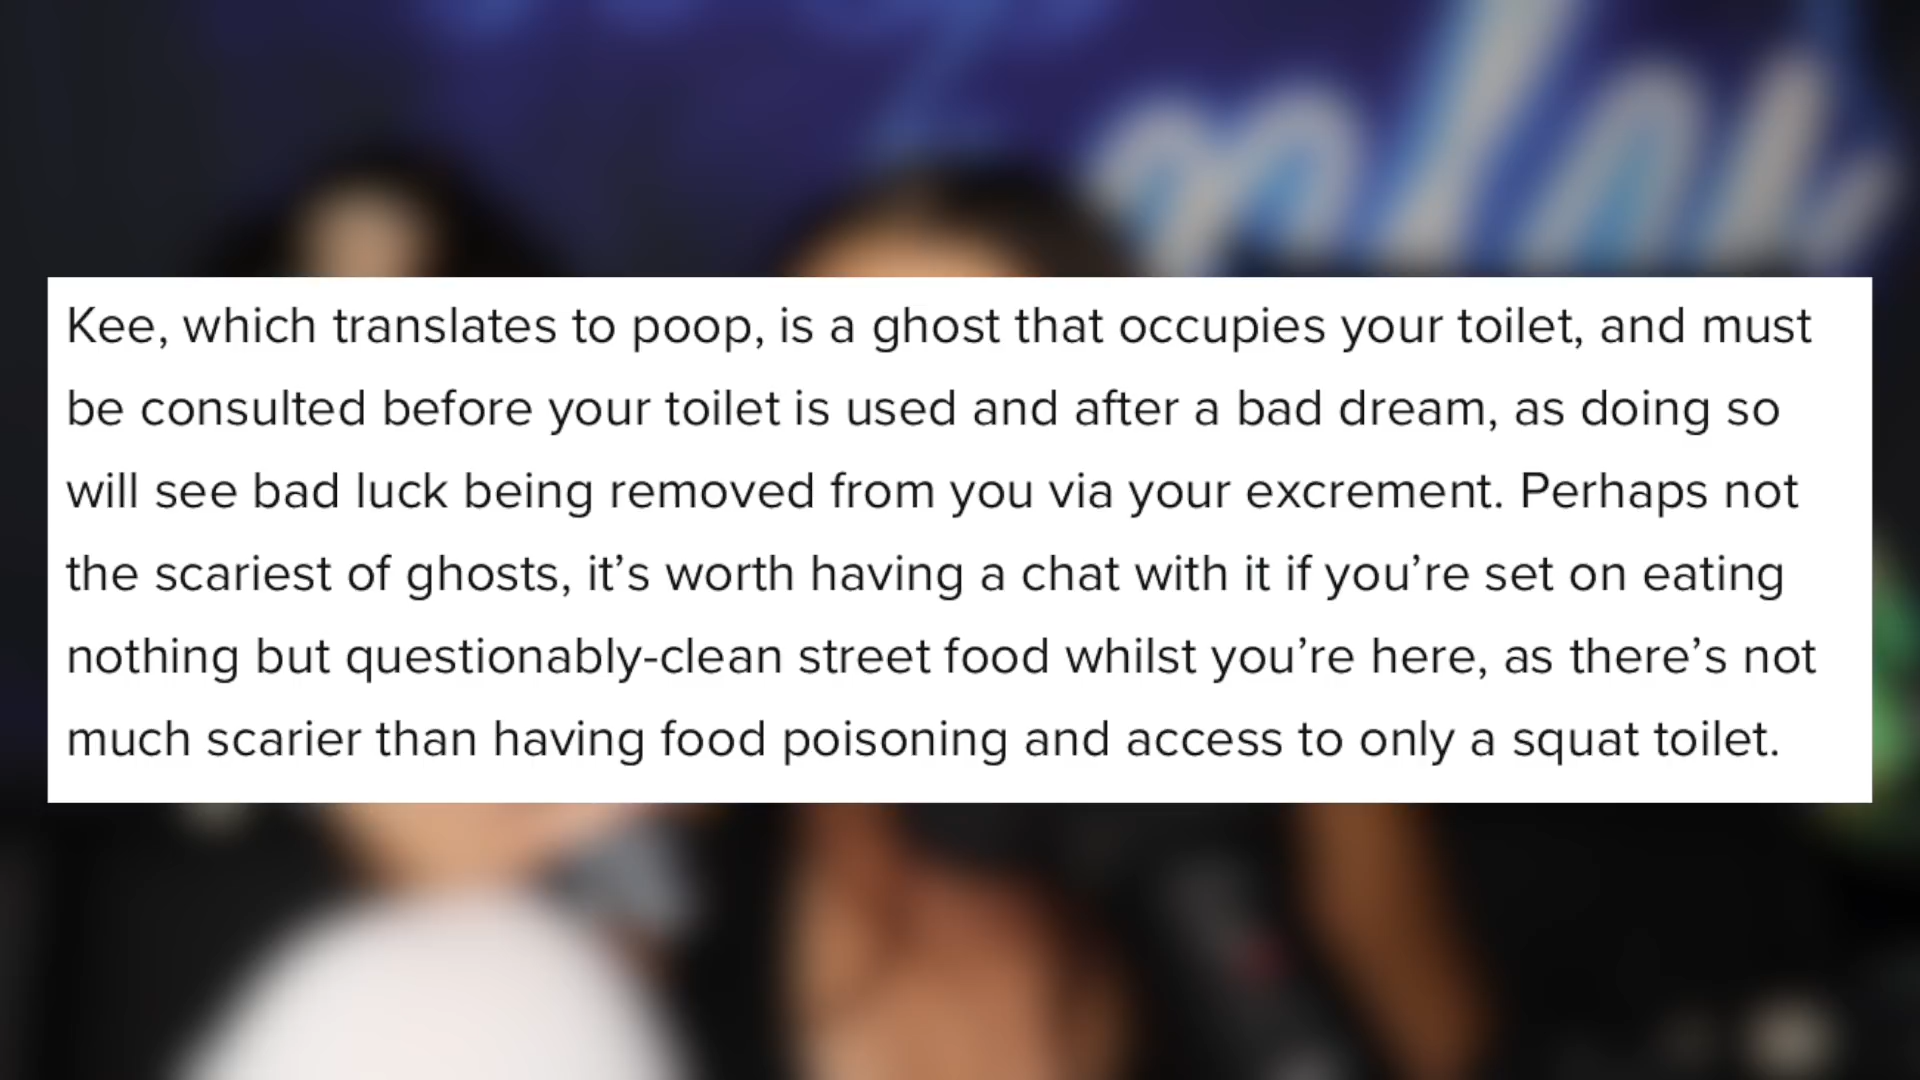 play
Kee, which translates to poop, is a ghost that occupies your toilet, and must
be consulted before your toilet is used and after a bad dream, as doing so
will see bad luck being removed from you via your excrement. Perhaps not
the scariest of ghosts, it’s worth having a chat with it if you’re set on eating
nothing but questionably-clean street food whilst you’re here, as there’s not
much scarier than having food poisoning and access to only a squat toilet.